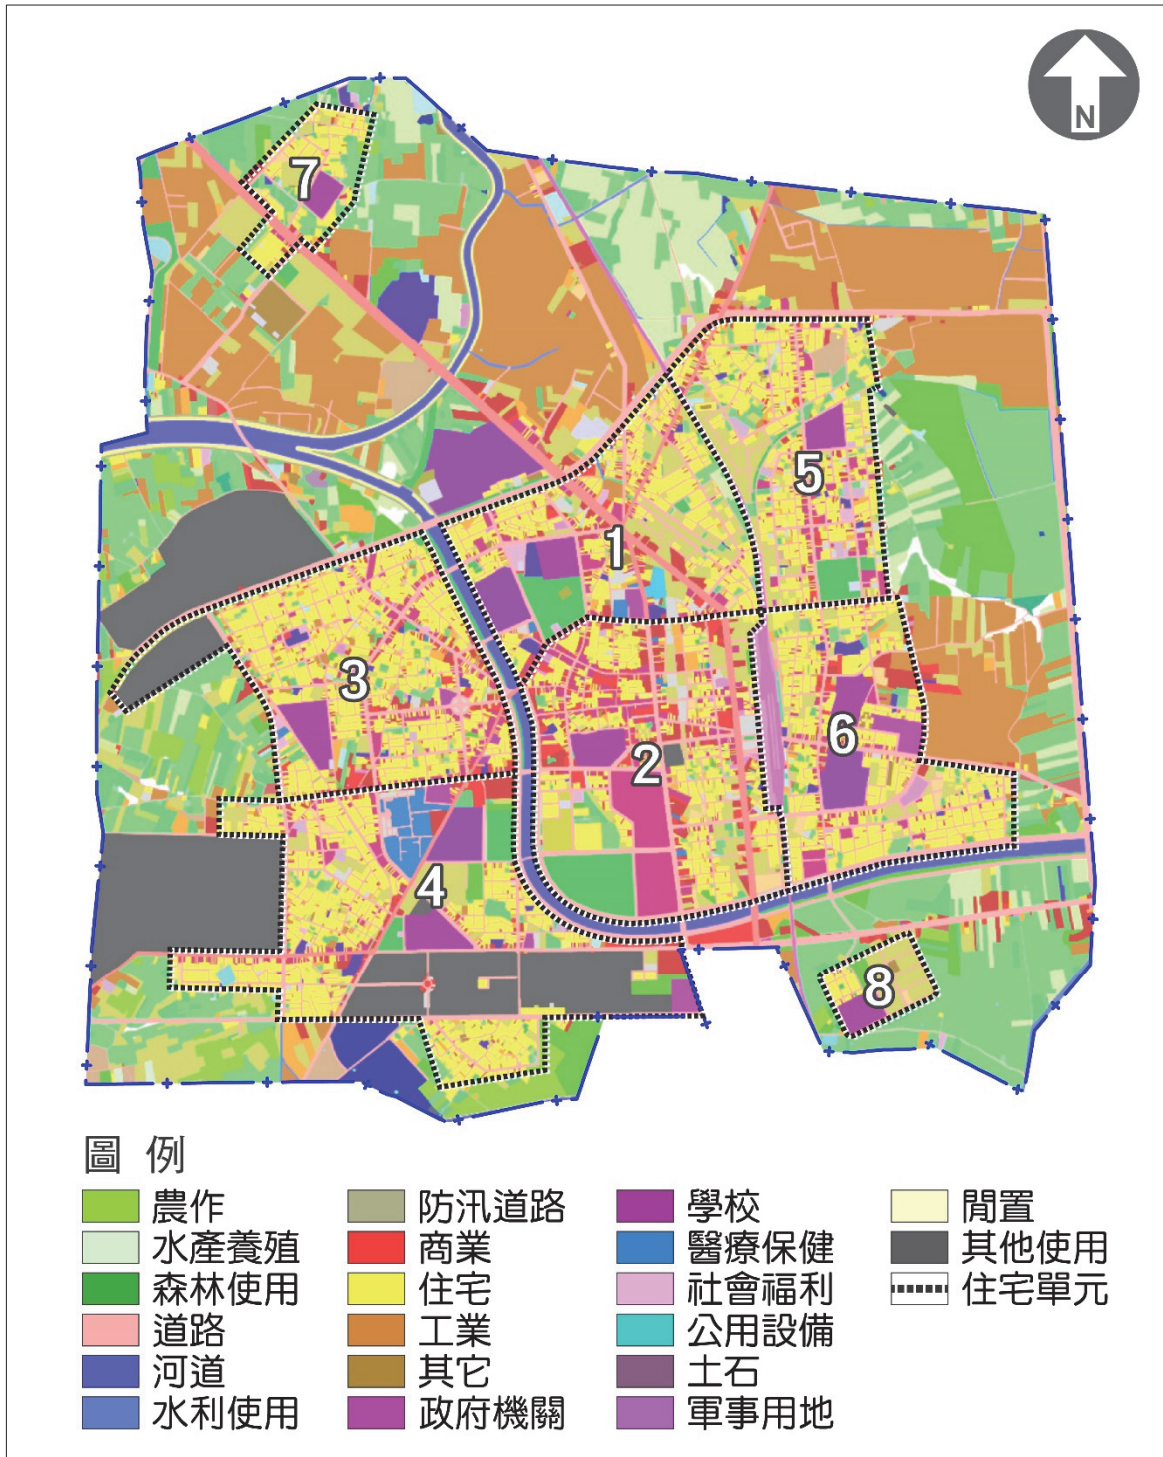 N
7
5
1
3
6
2
4
8
圖 例
農作
水產養殖
森林使用
道路
河道
水利使用
防汛道路
商業
住宅
工業
其它
政府機關
學校
醫療保健
社會福利
公用設備
土石
軍事用地
閒置
其他使用
住宅單元